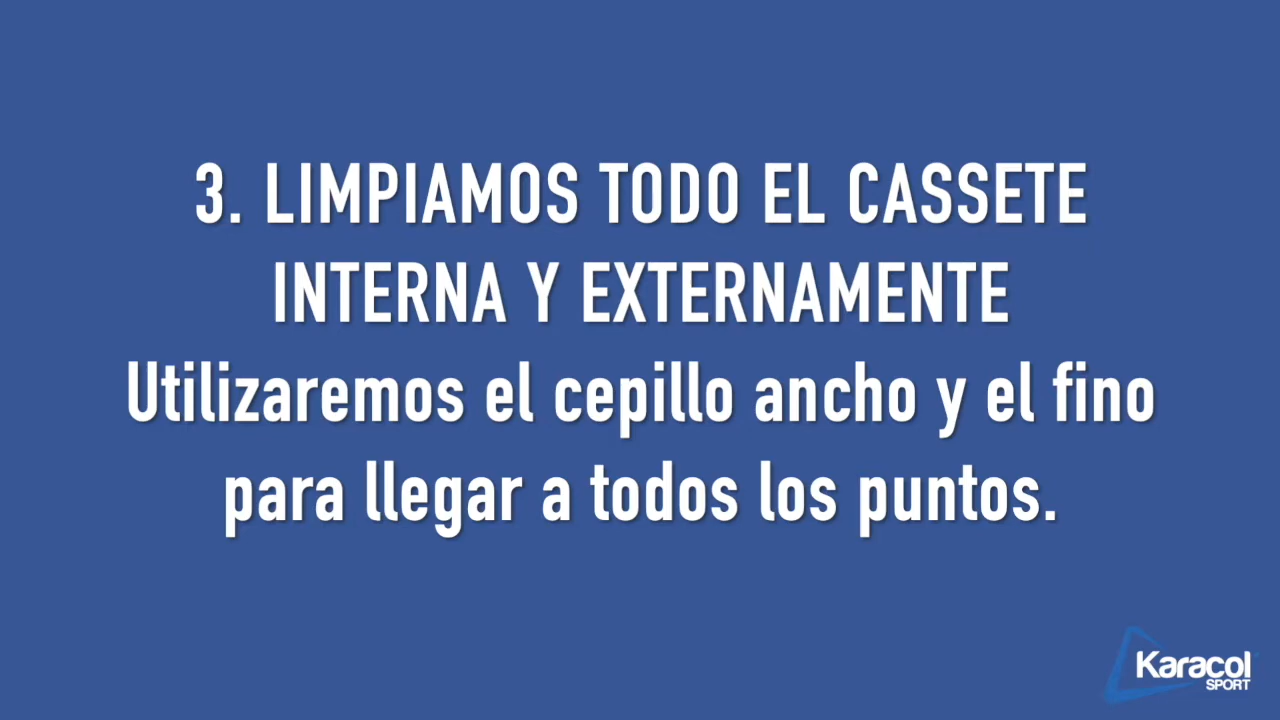 3. LIMPIAMOS TODO EL CASSETE
INTERNA Y EXTERNAMENTE
Utilizaremos el cepillo ancho y el fino
para llegar a todos los puntos.
Karacol
SPORT